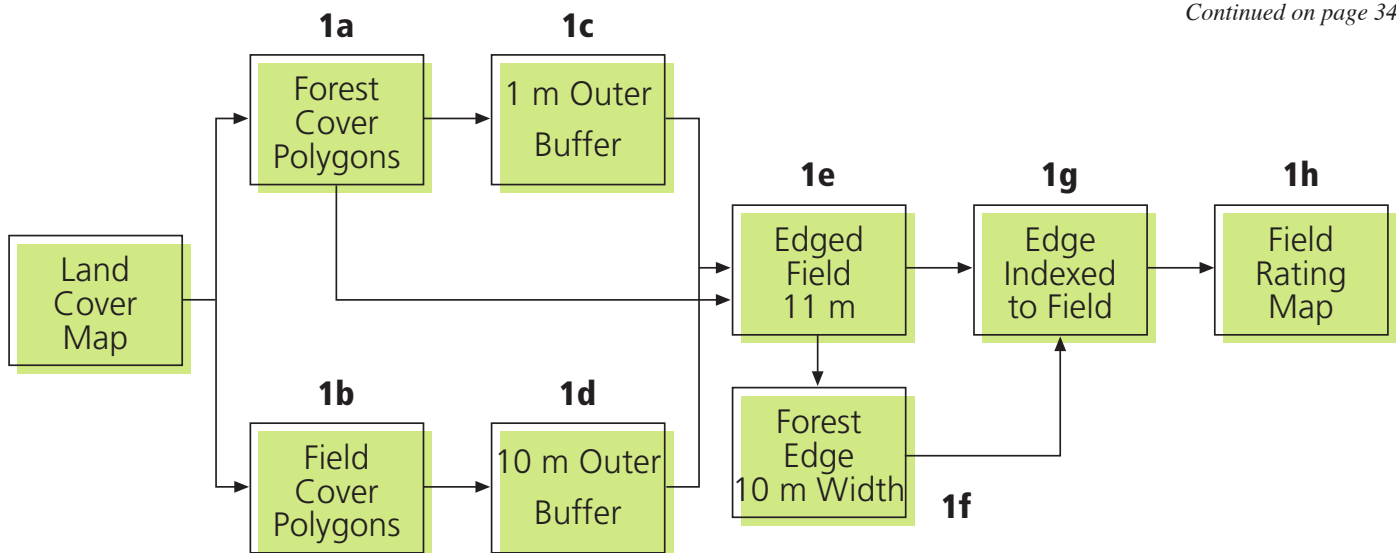 Continued on page 34
1a
1c
Forest
Cover
Polygons
1 m Outer
Buffer
1e
1g
1h
Land
Cover
Map
Edged
Field
11 m
Edge
Indexed
to Field
Field
Rating
Map
1b
1d
Field
Cover
Polygons
10 m Outer
Buffer
Forest
Edge
10 m Width
1f